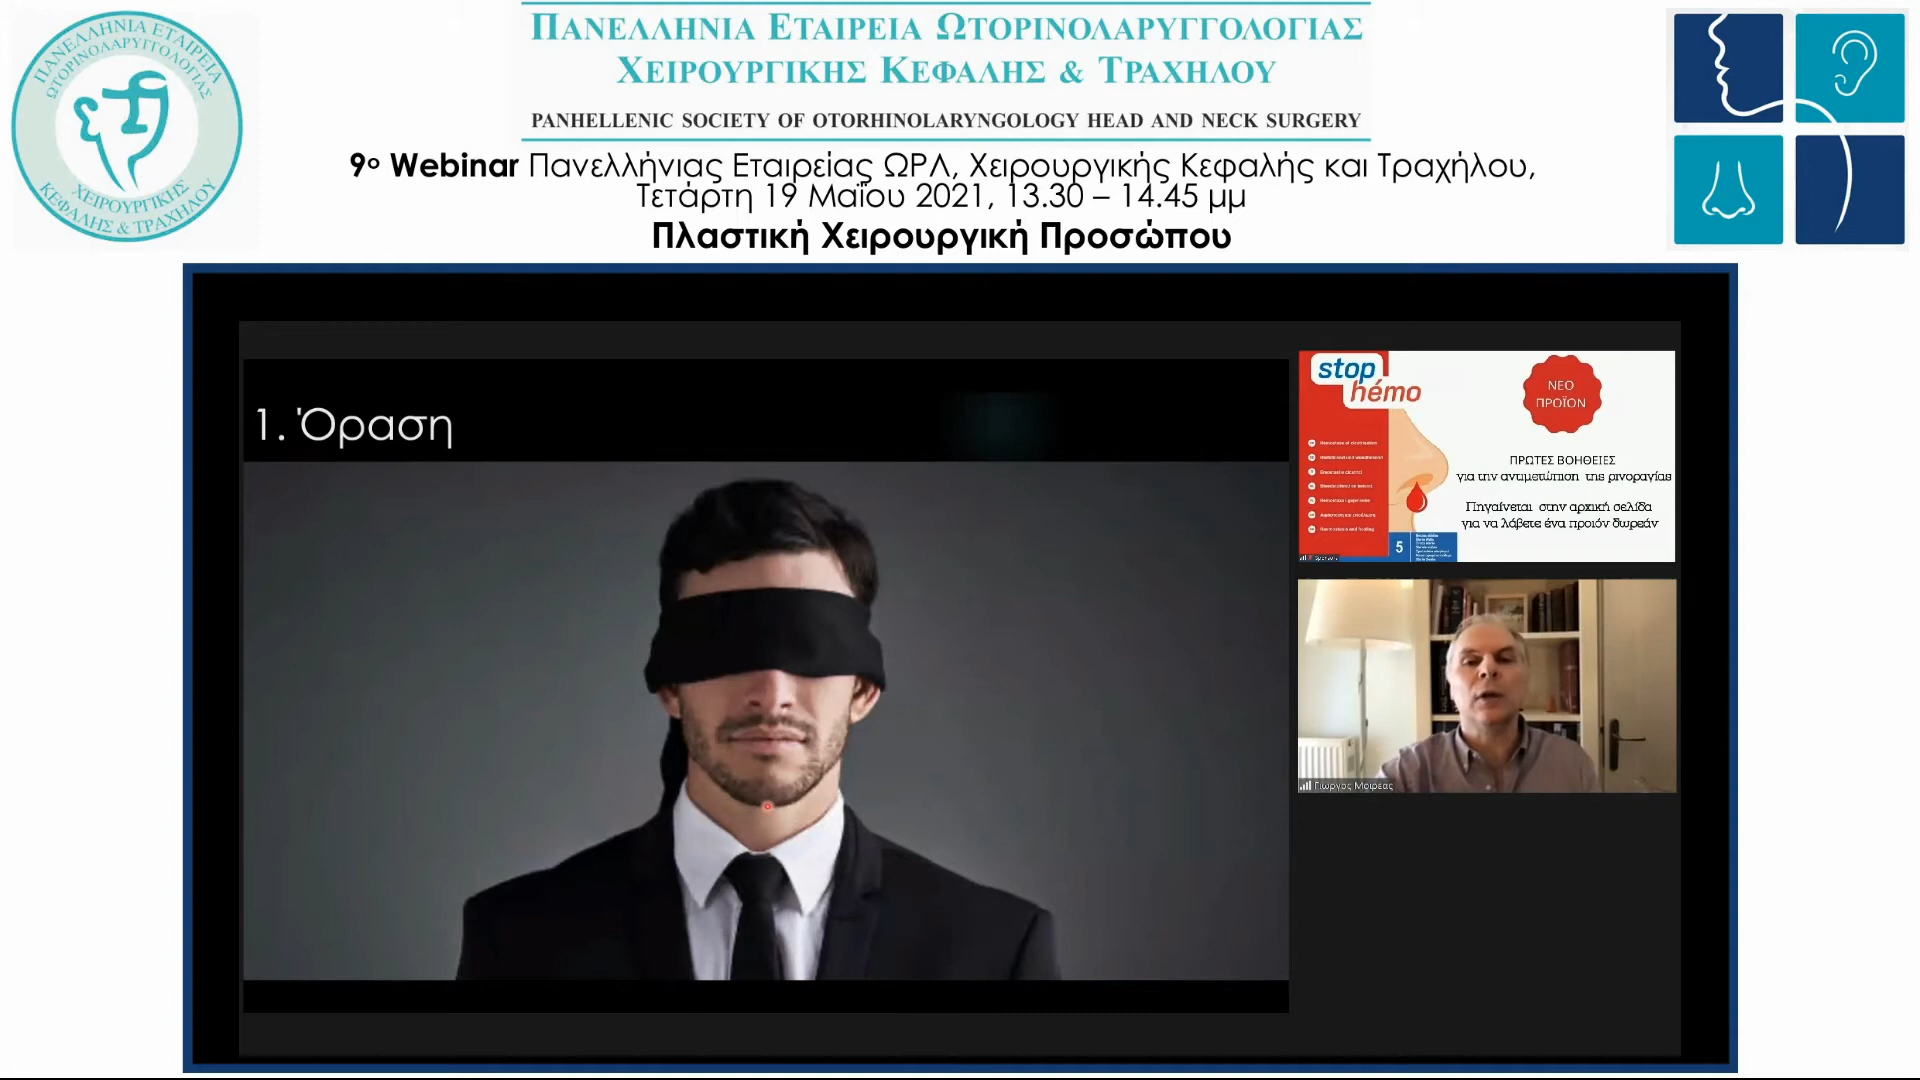 ΠΑΝΕΛΛΗΝΙΑ ΕΤΑΙΡΕΙΑ
ΩΤΟΡΙΝΟΛΑΡΥΓΓΟΛΟΓΙΑΣ
ΧΕΙΡΟΥΡΓΙΚΗΣ
ΚΕΦΑΛΗΣ & ΤΡΑΧΗΛΟΥ
ΠΑΝΕΛΛΗΝΙΑ ΕΤΑΙΡΕΙΑ ΩΤΟΡΙΝΟΛΑΡΥΓΓΟΛΟΓΙΑΣ
ΧΕΙΡΟΥΡΓΙΚΗΣ ΚΕΦΑΛΗΣ & ΤΡΑΧΗΛΟΥ
PANHELLENIC SOCIETY OF OTORHINOLARYNGOLOGY HEAD AND NECK SURGERY
9ο Webinar Πανελλήνιας Εταιρείας ΩΡΛ, Χειρουργικής Κεφαλής και Τραχήλου,
Τετάρτη 19 Μαΐου 2021, 13.30 – 14.45 μμ
Πλαστική Χειρουργική Προσώπου
1. Όραση
stop
hémo
ΝΕΟ
ΠΡΟΪΟΝ
ΠΡΩΤΕΣ ΒΟΗΘΕΙΕΣ
για την αντιμετώπιση της ρινοραγίας
Πηγαίνεται στην αρχική σελίδα
για να λάβετε ένα προιόν δωρεάν
5
Γιώργος Μοιρέας